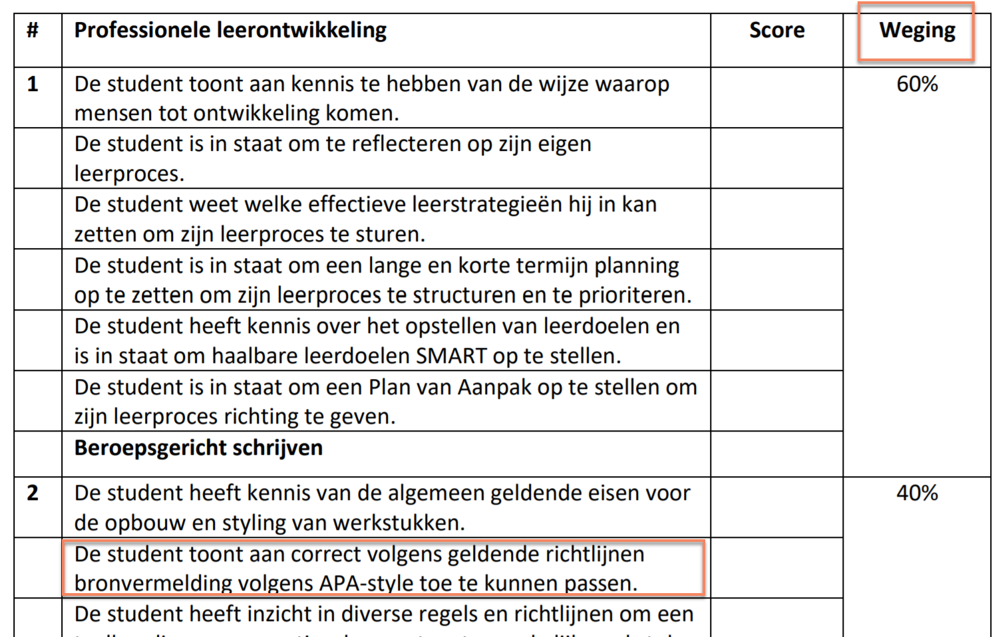 # Professionele leerontwikkeling Score Weging
1 De student toont aan kennis te hebben van de wijze waarop 60%
mensen tot ontwikkeling komen.
De student is in staat om te reflecteren op zijn eigen
leerproces.
De student weet welke effectieve leerstrategieën hij in kan
zetten om zijn leerproces te sturen.
De student is in staat om een lange en korte termijn planning
op te zetten om zijn leerproces te structuren en te prioriteren.
De student heeft kennis over het opstellen van leerdoelen en
is in staat om haalbare leerdoelen SMART op te stellen.
De student is in staat om een Plan van Aanpak op te stellen om
zijn leerproces richting te geven.
Beroepsgericht schrijven
2 De student heeft kennis van de algemeen geldende eisen voor 40%
de opbouw en styling van werkstukken.
De student toont aan correct volgens geldende richtlijnen
bronvermelding volgens APA-style toe te kunnen passen.
De student heeft inzicht in diverse regels en richtlijnen om een